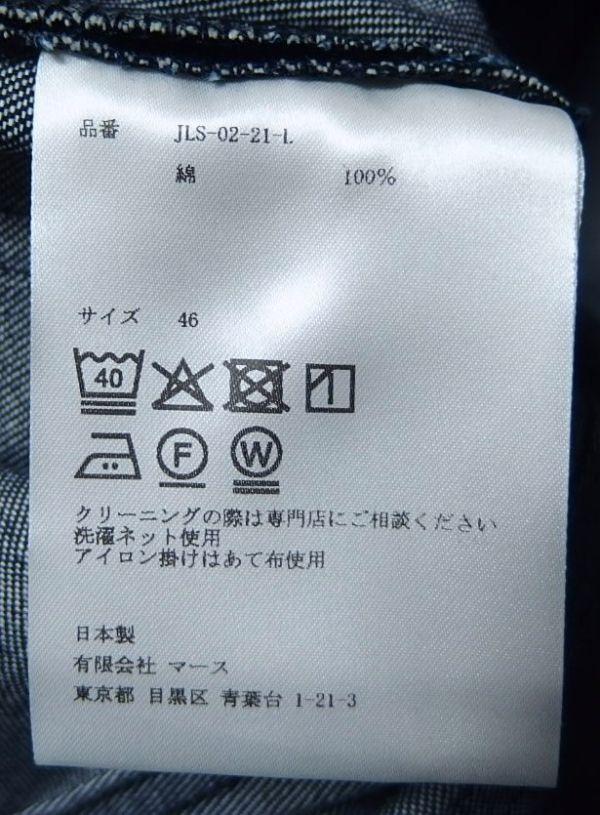 品番 JLS-02-21-L
綿 100%
サイズ 46
40
F W
クリーニングの際は専門店にご相談ください
洗濯ネット使用
アイロン掛けはあて布使用
日本製
有限会社 マース
東京都 目黒区 青葉台 1-21-3